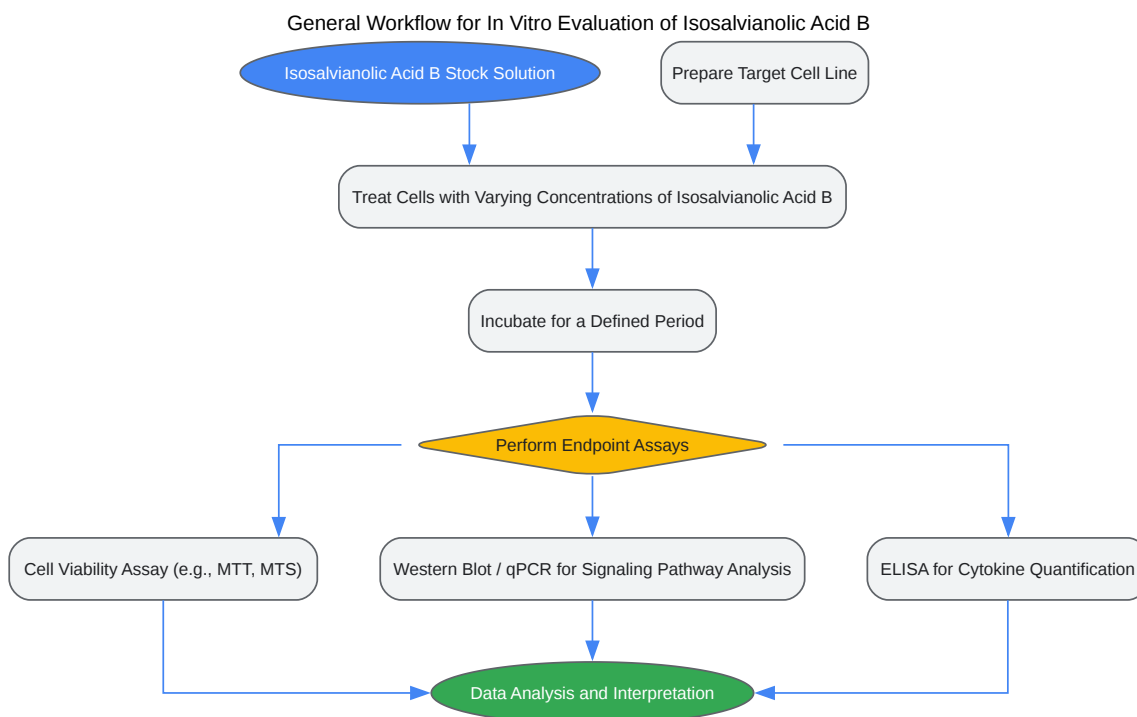 General Workflow for In Vitro Evaluation of Isosalvianolic Acid B
Isosalvianolic Acid B Stock Solution
Prepare Target Cell Line
Treat Cells with Varying Concentrations of Isosalvianolic Acid B
Incubate for a Defined Period
Perform Endpoint Assays
Cell Viability Assay (e.g., MTT, MTS)
Western Blot / qPCR for Signaling Pathway Analysis
ELISA for Cytokine Quantification
Data Analysis and Interpretation